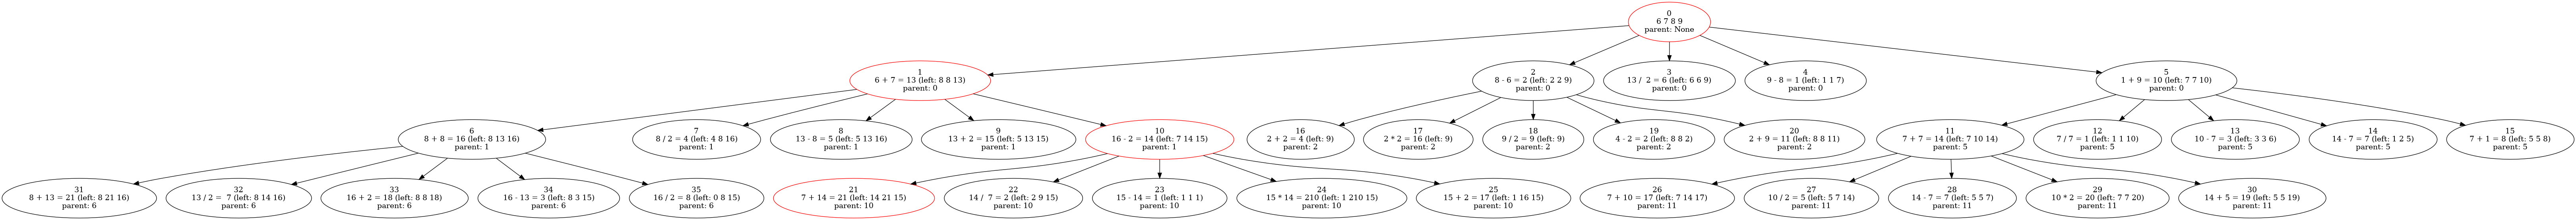 0
6 7 8 9
parent: None
1
6 + 7 = 13 (left: 8 8 13)
parent: 0
2
8 - 6 = 2 (left: 2 2 9)
parent: 0
3
13 / 2 = 6 (left: 6 6 9)
parent: 0
4
9 - 8 = 1 (left: 1 1 7)
parent: 0
5
1 + 9 = 10 (left: 7 7 10)
parent: 0
6
8 + 8 = 16 (left: 8 13 16)
parent: 1
7
8 / 2 = 4 (left: 4 8 16)
parent: 1
8
13 - 8 = 5 (left: 5 13 16)
parent: 1
9
13 + 2 = 15 (left: 5 13 15)
parent: 1
10
16 - 2 = 14 (left: 7 14 15)
parent: 1
16
2 + 2 = 4 (left: 9)
parent: 2
17
2 * 2 = 16 (left: 9)
parent: 2
18
9 / 2 = 9 (left: 9)
parent: 2
19
4 - 2 = 2 (left: 8 8 2)
parent: 2
20
2 + 9 = 11 (left: 8 8 11)
parent: 2
11
7 + 7 = 14 (left: 7 10 14)
parent: 5
12
7 / 7 = 1 (left: 1 1 10)
parent: 5
13
10 - 7 = 3 (left: 3 3 6)
parent: 5
14
14 - 7 = 7 (left: 1 2 5)
parent: 5
15
7 + 1 = 8 (left: 5 5 8)
parent: 5
31
8 + 13 = 21 (left: 8 21 16)
parent: 6
32
13 / 2 = 7 (left: 8 14 16)
parent: 6
33
16 + 2 = 18 (left: 8 8 18)
parent: 6
34
16 - 13 = 3 (left: 8 3 15)
parent: 6
35
16 / 2 = 8 (left: 0 8 15)
parent: 6
21
7 + 14 = 21 (left: 14 21 15)
parent: 10
22
14 / 7 = 2 (left: 2 9 15)
parent: 10
23
15 - 14 = 1 (left: 1 1 1)
parent: 10
24
15 * 14 = 210 (left: 1 210 15)
parent: 10
25
15 + 2 = 17 (left: 1 16 15)
parent: 10
26
7 + 10 = 17 (left: 7 14 17)
parent: 11
27
10 / 2 = 5 (left: 5 7 14)
parent: 11
28
14 - 7 = 7 (left: 5 5 7)
parent: 11
29
10 * 2 = 20 (left: 7 7 20)
parent: 11
30
14 + 5 = 19 (left: 5 5 19)
parent: 11